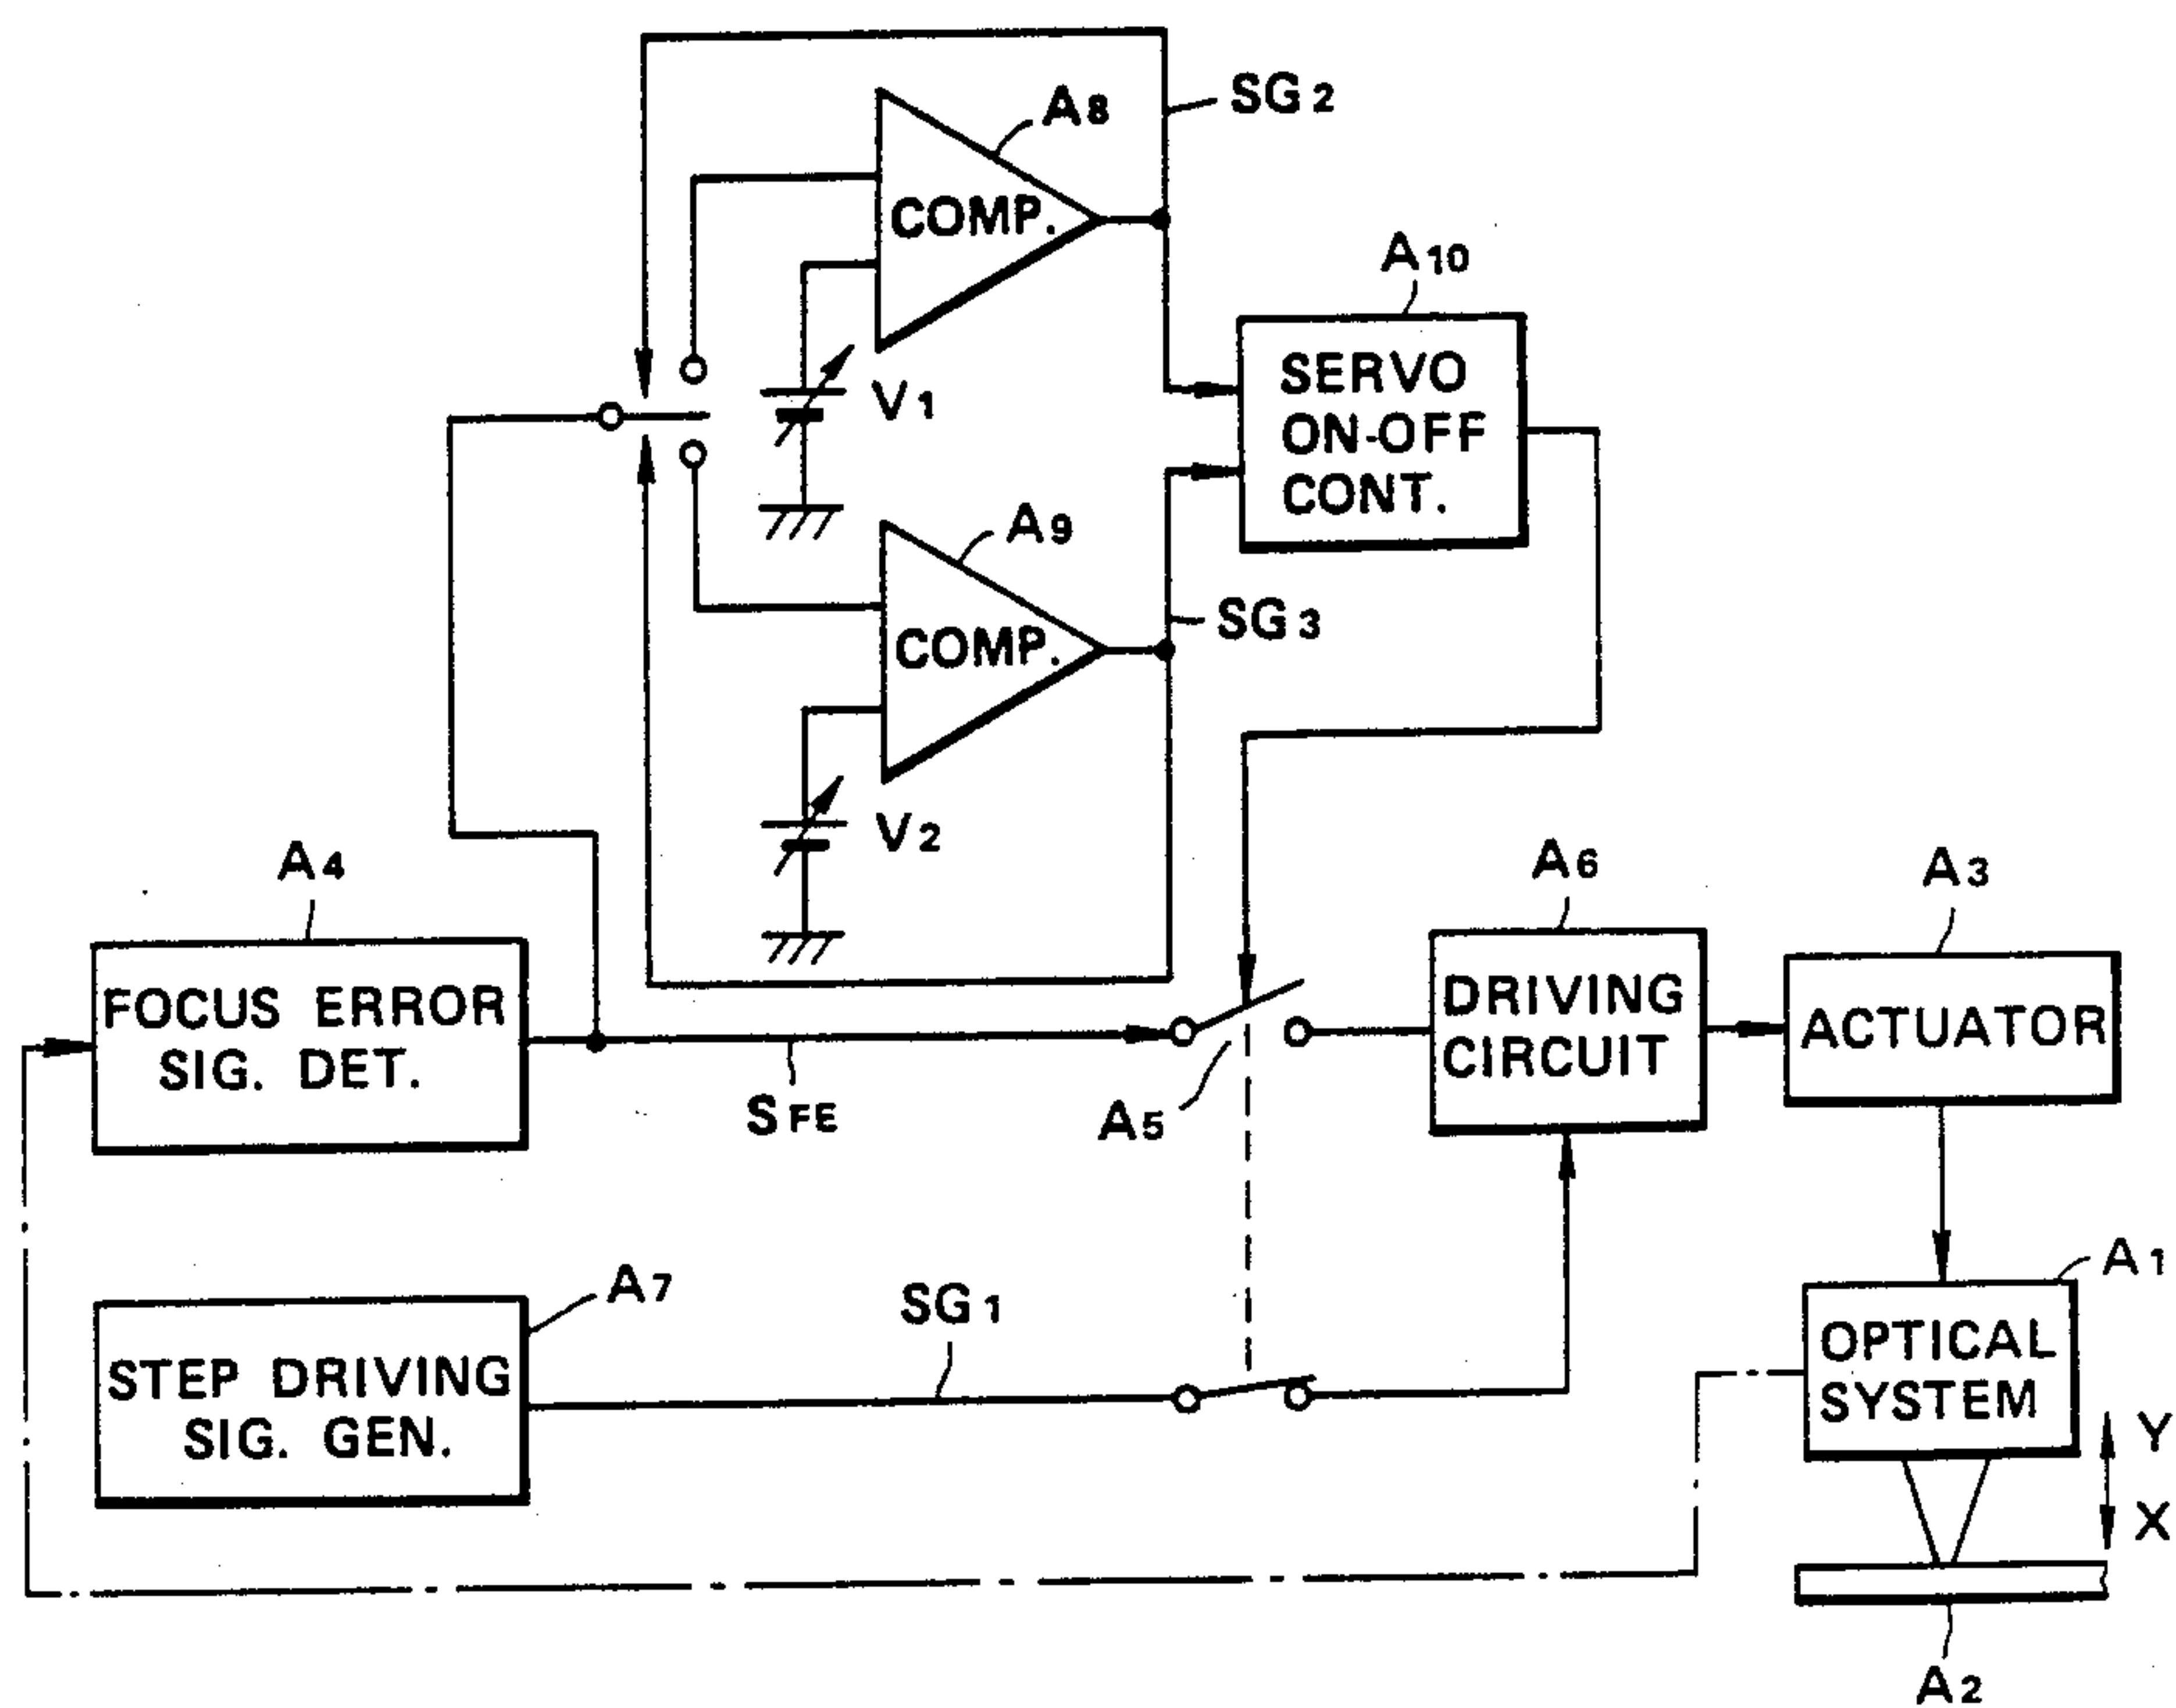 SG2
A8
COMP.
A10
SERVO
ON-OFF
CONT.
V1
A9
SG3
COMP.
V2
A4
A6
A3
FOCUS ERROR
SIG. DET.
DRIVING
CIRCUIT
ACTUATOR
SFE
A5
A7
SG1
A1
STEP DRIVING
SIG. GEN.
OPTICAL
SYSTEM
Y
X
A2